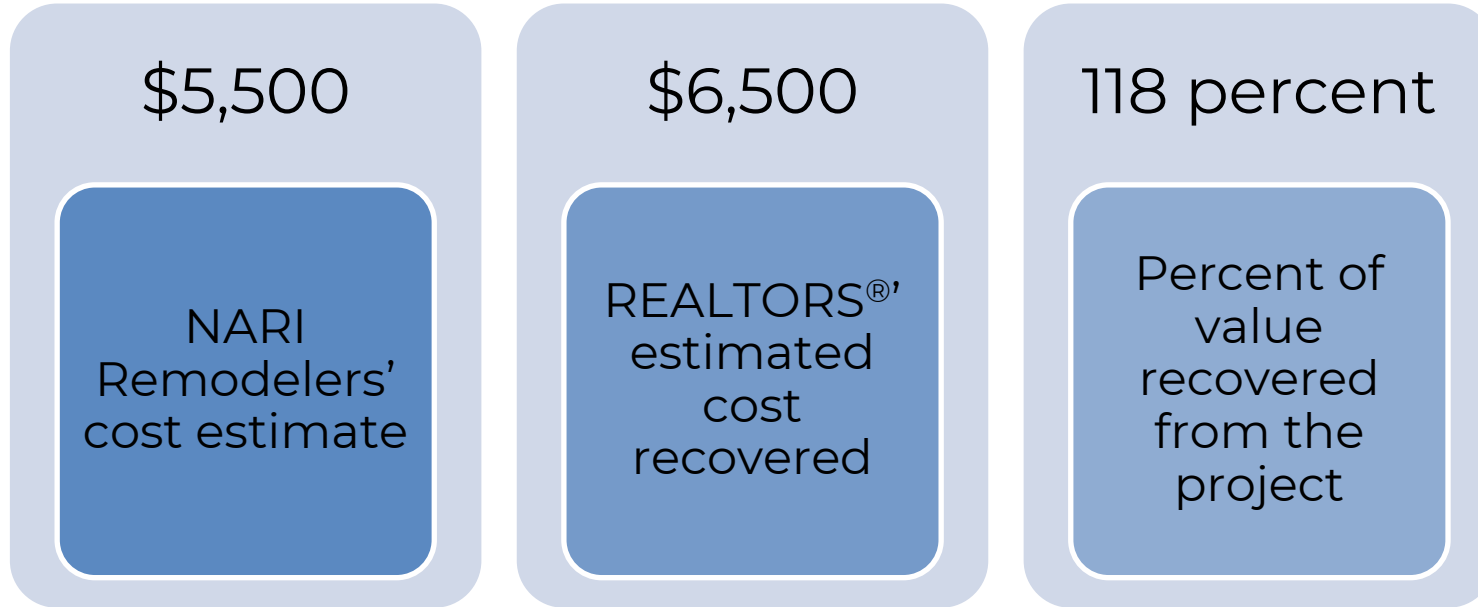 $5,500
NARI
Remodelers’
cost estimate
$6,500
REALTORS®’
estimated
cost
recovered
118 percent
Percent of
value
recovered
from the
project